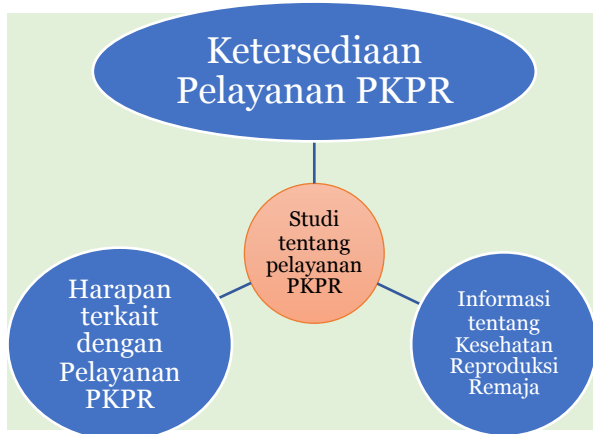 Ketersediaan
Pelayanan PKPR
Studi
tentang
pelayanan
PKPR
Harapan
terkait
dengan
Pelayanan
PKPR
Informasi
tentang
Kesehatan
Reproduksi
Remaja